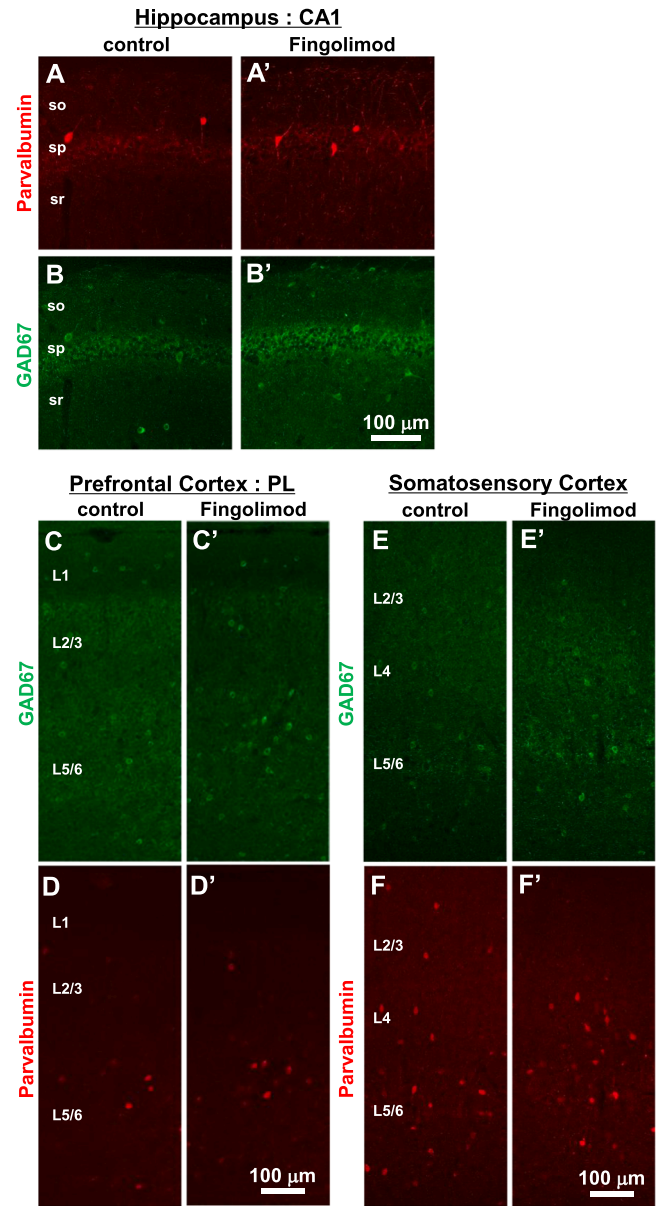 Hippocampus : CA1
control Fingolimod
Parvalbumin
A A’
so
sp
sr
GAD67
B B’
so
sp
sr
100 μm
Prefrontal Cortex : PL
control Fingolimod
Somatosensory Cortex
control Fingolimod
GAD67
C C’
L1
L2/3
L5/6
GAD67
E E’
L2/3
L4
L5/6
Parvalbumin
D D’
L1
L2/3
L5/6
100 μm
Parvalbumin
F F’
L2/3
L4
L5/6
100 μm